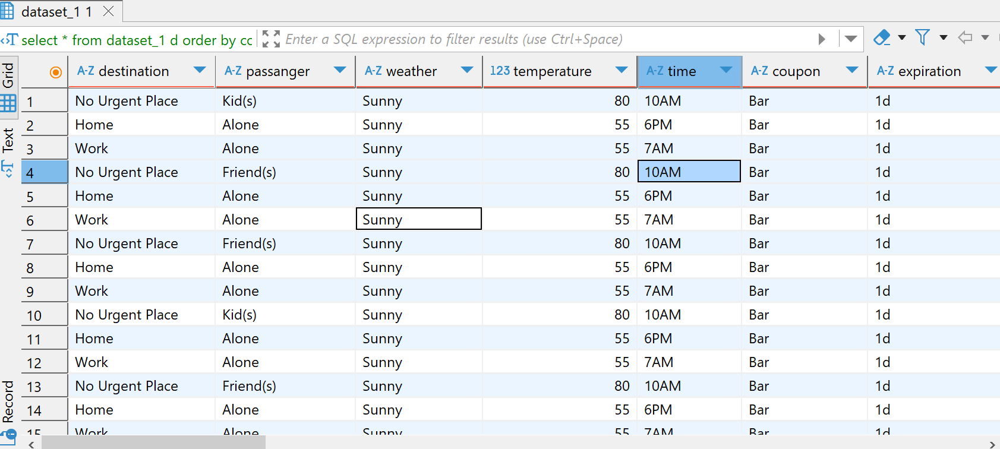 dataset_1 1
select * from dataset_1 d order by cc Enter a SQL expression to filter results (use Ctrl+Space)
Grid
Text
Record
A-Z destination A-Z passanger A-Z weather 123 temperature A-Z time A-Z coupon A-Z expiration
1 No Urgent Place Kid(s) Sunny 80 10AM Bar 1d
2 Home Alone Sunny 55 6PM Bar 1d
3 Work Alone Sunny 55 7AM Bar 1d
4 No Urgent Place Friend(s) Sunny 80 10AM Bar 1d
5 Home Alone Sunny 55 6PM Bar 1d
6 Work Alone Sunny 55 7AM Bar 1d
7 No Urgent Place Friend(s) Sunny 80 10AM Bar 1d
8 Home Alone Sunny 55 6PM Bar 1d
9 Work Alone Sunny 55 7AM Bar 1d
10 No Urgent Place Kid(s) Sunny 80 10AM Bar 1d
11 Home Alone Sunny 55 6PM Bar 1d
12 Work Alone Sunny 55 7AM Bar 1d
13 No Urgent Place Friend(s) Sunny 80 10AM Bar 1d
14 Home Alone Sunny 55 6PM Bar 1d
15 Work Alone Sunny 55 7AM Bar 1d